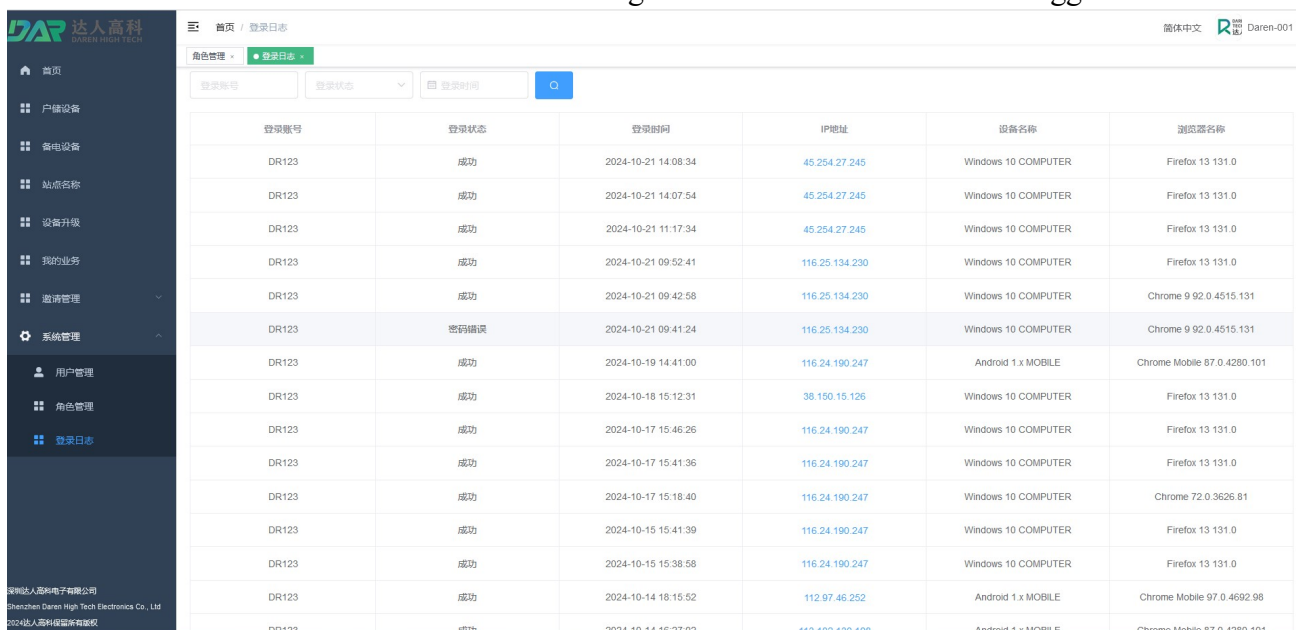 DAR 达人高科
DAREN HIGH TECH
首页 / 登录日志
简体中文
Daren-001
角色管理 ×
登录日志 ×
首页
户储设备
备电设备
站点名称
设备升级
我的业务
邀请管理
系统管理
用户管理
角色管理
登录日志
深圳达人高科电子有限公司
Shenzhen Daren High Tech Electronics Co., Ltd
2024达人高科保留所有版权
登录账号 登录状态 登录时间
登录账号 登录状态 登录时间 IP地址 设备名称 浏览器名称
DR123 成功 2024-10-21 14:08:34 45.254.27.245 Windows 10 COMPUTER Firefox 13 131.0
DR123 成功 2024-10-21 14:07:54 45.254.27.245 Windows 10 COMPUTER Firefox 13 131.0
DR123 成功 2024-10-21 11:17:34 45.254.27.245 Windows 10 COMPUTER Firefox 13 131.0
DR123 成功 2024-10-21 09:52:41 116.25.134.230 Windows 10 COMPUTER Firefox 13 131.0
DR123 成功 2024-10-21 09:42:58 116.25.134.230 Windows 10 COMPUTER Chrome 9 92.0.4515.131
DR123 密码错误 2024-10-21 09:41:24 116.25.134.230 Windows 10 COMPUTER Chrome 9 92.0.4515.131
DR123 成功 2024-10-19 14:41:00 116.24.190.247 Android 1.x MOBILE Chrome Mobile 87.0.4280.101
DR123 成功 2024-10-18 15:12:31 38.150.15.126 Windows 10 COMPUTER Firefox 13 131.0
DR123 成功 2024-10-17 15:46:26 116.24.190.247 Windows 10 COMPUTER Firefox 13 131.0
DR123 成功 2024-10-17 15:41:36 116.24.190.247 Windows 10 COMPUTER Firefox 13 131.0
DR123 成功 2024-10-17 15:18:40 116.24.190.247 Windows 10 COMPUTER Chrome 72.0.3626.81
DR123 成功 2024-10-15 15:41:39 116.24.190.247 Windows 10 COMPUTER Firefox 13 131.0
DR123 成功 2024-10-15 15:38:58 116.24.190.247 Windows 10 COMPUTER Firefox 13 131.0
DR123 成功 2024-10-14 18:15:52 112.97.46.252 Android 1.x MOBILE Chrome Mobile 97.0.4692.98
DR123 成功 Android 1.x MOBILE Chrome Mobile 87.0.4280.101